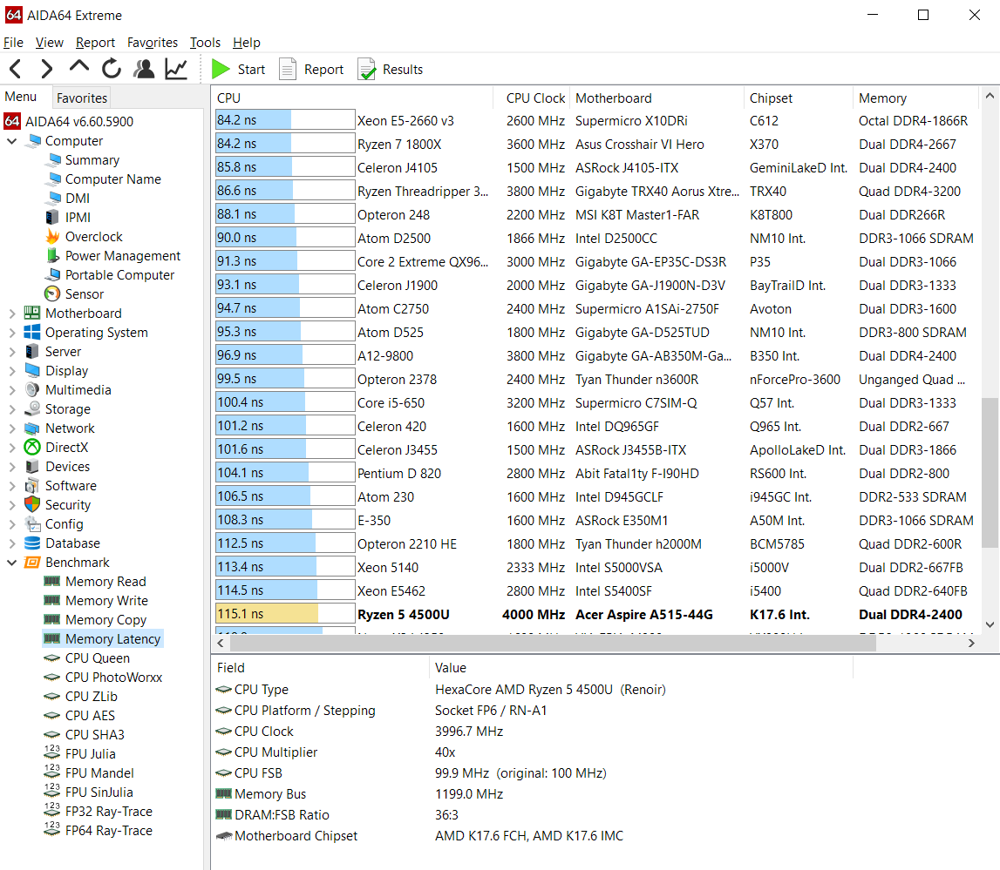 64 AIDA64 Extreme
File View Report Favorites Tools Help
Start Report Results
Menu Favorites
64 AIDA64 v6.60.5900
Computer
Summary
Computer Name
DMI
IPMI
Overclock
Power Management
Portable Computer
Sensor
Motherboard
Operating System
Server
Display
Multimedia
Storage
Network
DirectX
Devices
Software
Security
Config
Database
Benchmark
Memory Read
Memory Write
Memory Copy
Memory Latency
CPU Queen
CPU PhotoWorxx
CPU ZLib
CPU AES
CPU SHA3
123 FPU Julia
123 FPU Mandel
123 FPU SinJulia
123 FP32 Ray-Trace
123 FP64 Ray-Trace
CPU CPU Clock Motherboard Chipset Memory
84.2 ns Xeon E5-2660 v3 2600 MHz Supermicro X10DRi C612 Octal DDR4-1866R
84.2 ns Ryzen 7 1800X 3600 MHz Asus Crosshair VI Hero X370 Dual DDR4-2667
85.8 ns Celeron J4105 1500 MHz ASRock J4105-ITX GeminiLakeD Int. Dual DDR4-2400
86.6 ns Ryzen Threadripper 3... 3800 MHz Gigabyte TRX40 Aorus Xtre... TRX40 Quad DDR4-3200
88.1 ns Opteron 248 2200 MHz MSI K8T Master1-FAR K8T800 Dual DDR266R
90.0 ns Atom D2500 1866 MHz Intel D2500CC NM10 Int. DDR3-1066 SDRAM
91.3 ns Core 2 Extreme QX96... 3000 MHz Gigabyte GA-EP35C-DS3R P35 Dual DDR3-1066
93.1 ns Celeron J1900 2000 MHz Gigabyte GA-J1900N-D3V BayTrailD Int. Dual DDR3-1333
94.7 ns Atom C2750 2400 MHz Supermicro A1SAi-2750F Avoton Dual DDR3-1600
95.3 ns Atom D525 1800 MHz Gigabyte GA-D525TUD NM10 Int. DDR3-800 SDRAM
96.9 ns A12-9800 3800 MHz Gigabyte GA-AB350M-Ga... B350 Int. Dual DDR4-2400
99.5 ns Opteron 2378 2400 MHz Tyan Thunder n3600R nForcePro-3600 Unganged Quad ...
100.4 ns Core i5-650 3200 MHz Supermicro C7SIM-Q Q57 Int. Dual DDR3-1333
101.2 ns Celeron 420 1600 MHz Intel DQ965GF Q965 Int. Dual DDR2-667
101.6 ns Celeron J3455 1500 MHz ASRock J3455B-ITX ApolloLakeD Int. Dual DDR3-1866
104.1 ns Pentium D 820 2800 MHz Abit Fatal1ty F-I90HD RS600 Int. Dual DDR2-800
106.5 ns Atom 230 1600 MHz Intel D945GCLF i945GC Int. DDR2-533 SDRAM
108.3 ns E-350 1600 MHz ASRock E350M1 A50M Int. DDR3-1066 SDRAM
112.5 ns Opteron 2210 HE 1800 MHz Tyan Thunder h2000M BCM5785 Quad DDR2-600R
113.4 ns Xeon 5140 2333 MHz Intel S5000VSA i5000V Dual DDR2-667FB
114.5 ns Xeon E5462 2800 MHz Intel S5400SF i5400 Quad DDR2-640FB
115.1 ns Ryzen 5 4500U 4000 MHz Acer Aspire A515-44G K17.6 Int. Dual DDR4-2400
Field Value
CPU Type HexaCore AMD Ryzen 5 4500U (Renoir)
CPU Platform / Stepping Socket FP6 / RN-A1
CPU Clock 3996.7 MHz
CPU Multiplier 40x
CPU FSB 99.9 MHz (original: 100 MHz)
Memory Bus 1199.0 MHz
DRAM:FSB Ratio 36:3
Motherboard Chipset AMD K17.6 FCH, AMD K17.6 IMC